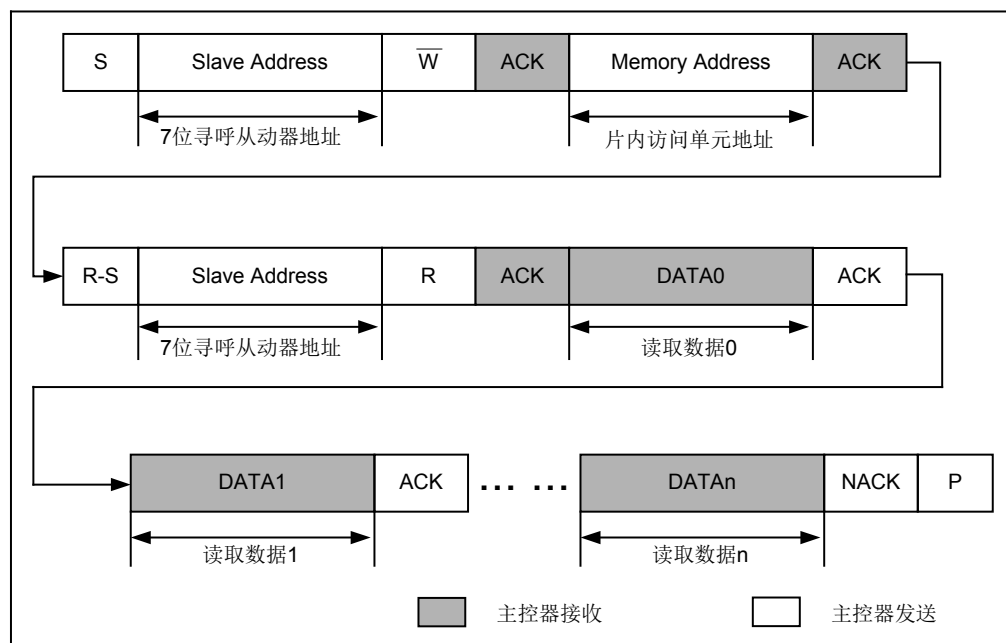 S Slave Address W ACK Memory Address ACK
7位寻呼从动器地址 片内访问单元地址
R-S Slave Address R ACK DATA0 ACK
7位寻呼从动器地址 读取数据0
DATA1 ACK ... ... DATAn NACK P
读取数据1 读取数据n
主控器接收 主控器发送